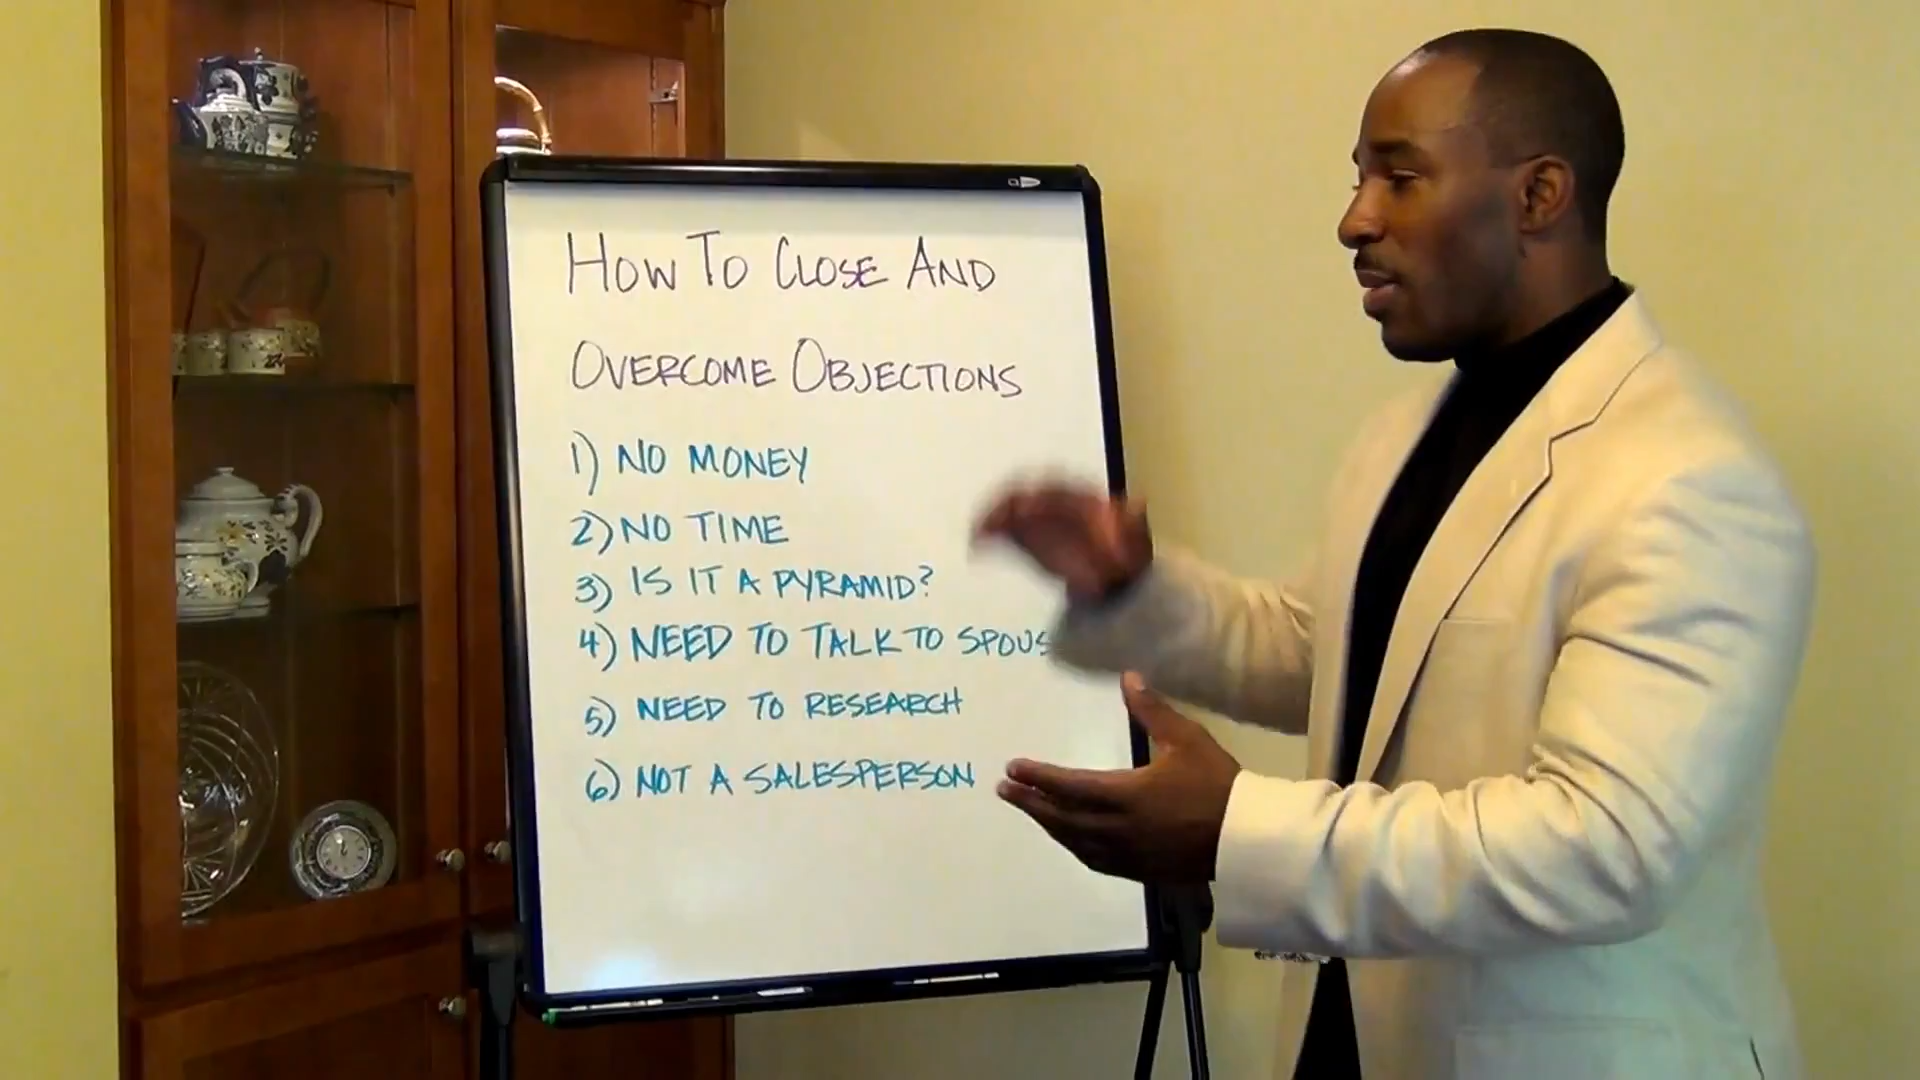 HOW TO CLOSE AND
OVERCOME OBJECTIONS
1) NO MONEY
2) NO TIME
3) IS IT A PYRAMID?
4) NEED TO TALK TO SPOUS
5) NEED TO RESEARCH
6) NOT A SALESPERSON